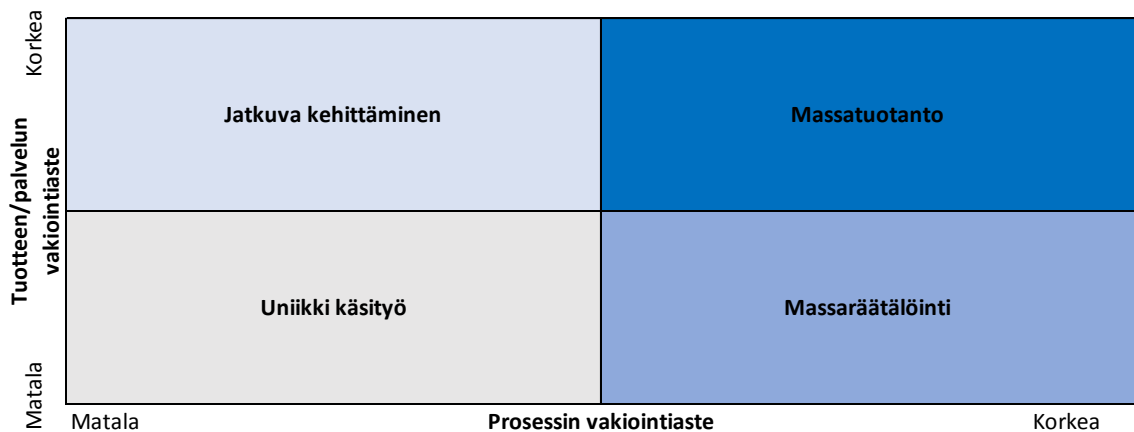 Korkea
Tuotteen/palvelun
vakiointiaste
Matala
Jatkuva kehittäminen
Massatuotanto
Uniikki käsityö
Massaräätälöinti
Matala
Prosessin vakiointiaste
Korkea